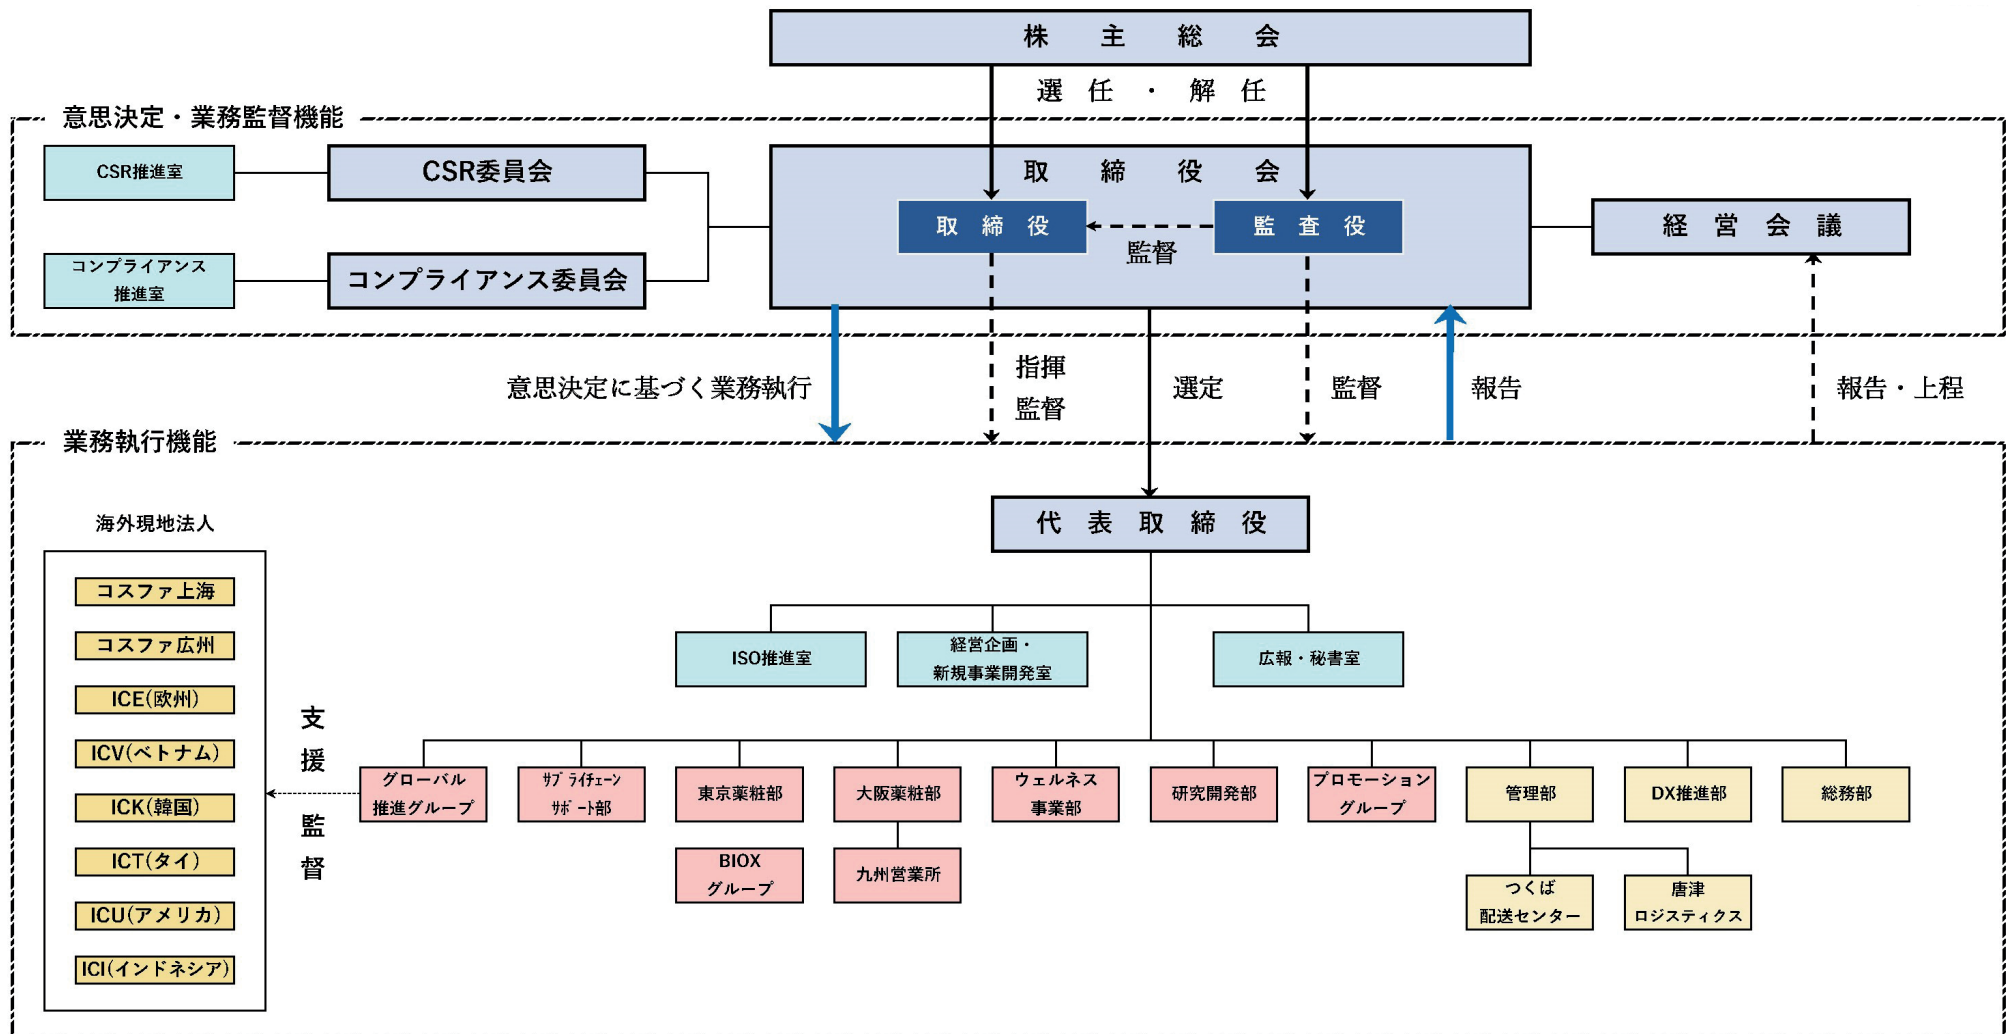 株主総会
選任・解任
意思決定・業務監督機能
CSR推進室
CSR委員会
取締役会
コンプライアンス
推進室
コンプライアンス委員会
取締役
監督
監査役
経営会議
意思決定に基づく業務執行
指揮
監督
選定
監督
報告
報告・上程
業務執行機能
代表取締役
海外現地法人
コスファ上海
コスファ広州
ICE(欧州)
ICV(ベトナム)
ICK(韓国)
ICT(タイ)
ICU(アメリカ)
ICI(インドネシア)
支援
監督
ISO推進室
経営企画・
新規事業開発室
広報・秘書室
グローバル
推進グループ
ｻﾌﾟﾗｲﾁｪｰﾝ
ｻﾎﾟｰﾄ部
東京薬粧部
大阪薬粧部
ウェルネス
事業部
研究開発部
プロモーション
グループ
管理部
DX推進部
総務部
BIOX
グループ
九州営業所
つくば
配送センター
唐津
ロジスティクス